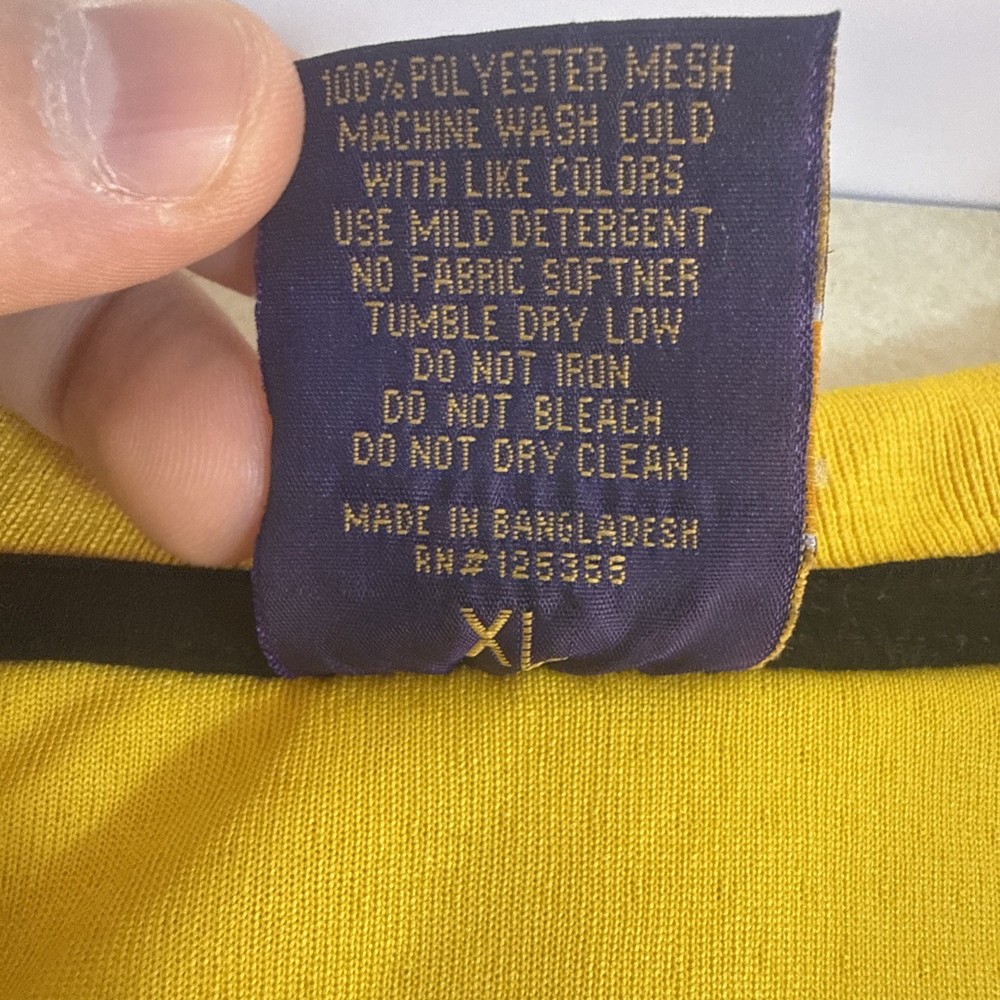 100% POLYESTER MESH
MACHINE WASH COLD
WITH LIKE COLORS
USE MILD DETERGENT
NO FABRIC SOFTNER
TUMBLE DRY LOW
DO NOT IRON
DO NOT BLEACH
DO NOT DRY CLEAN
MADE IN BANGLADESH
RN#125355
XL